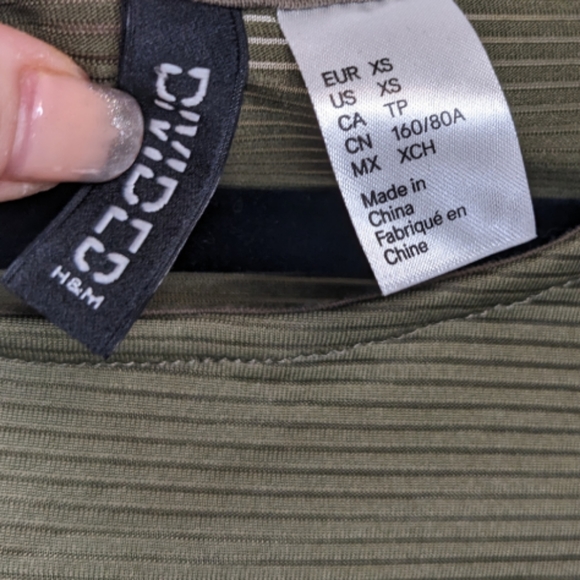 DIVIDED
H&M
EUR XS
US XS
CA TP
CN 160/80A
MX XCH
Made in
China
Fabriqué en
Chine